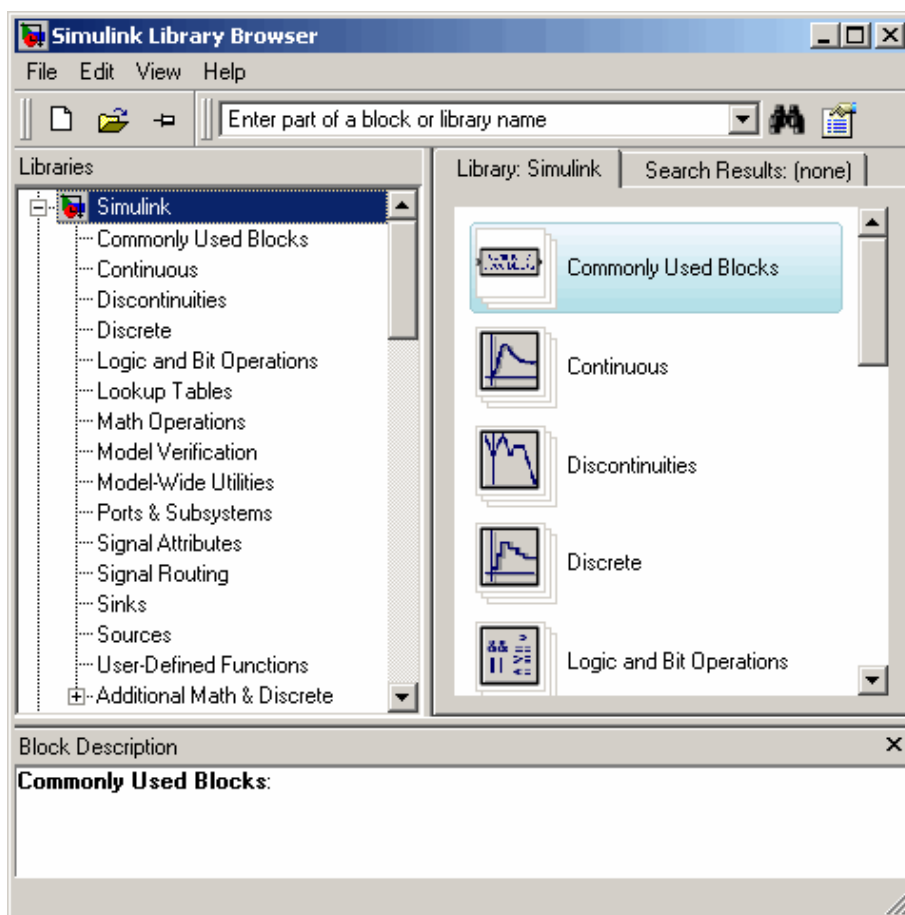 Simulink Library Browser
File Edit View Help
Enter part of a block or library name
Libraries
Simulink
Commonly Used Blocks
Continuous
Discontinuities
Discrete
Logic and Bit Operations
Lookup Tables
Math Operations
Model Verification
Model-Wide Utilities
Ports & Subsystems
Signal Attributes
Signal Routing
Sinks
Sources
User-Defined Functions
Additional Math & Discrete
Library: Simulink
Search Results: (none)
Commonly Used Blocks
Continuous
Discontinuities
Discrete
Logic and Bit Operations
Block Description
Commonly Used Blocks: